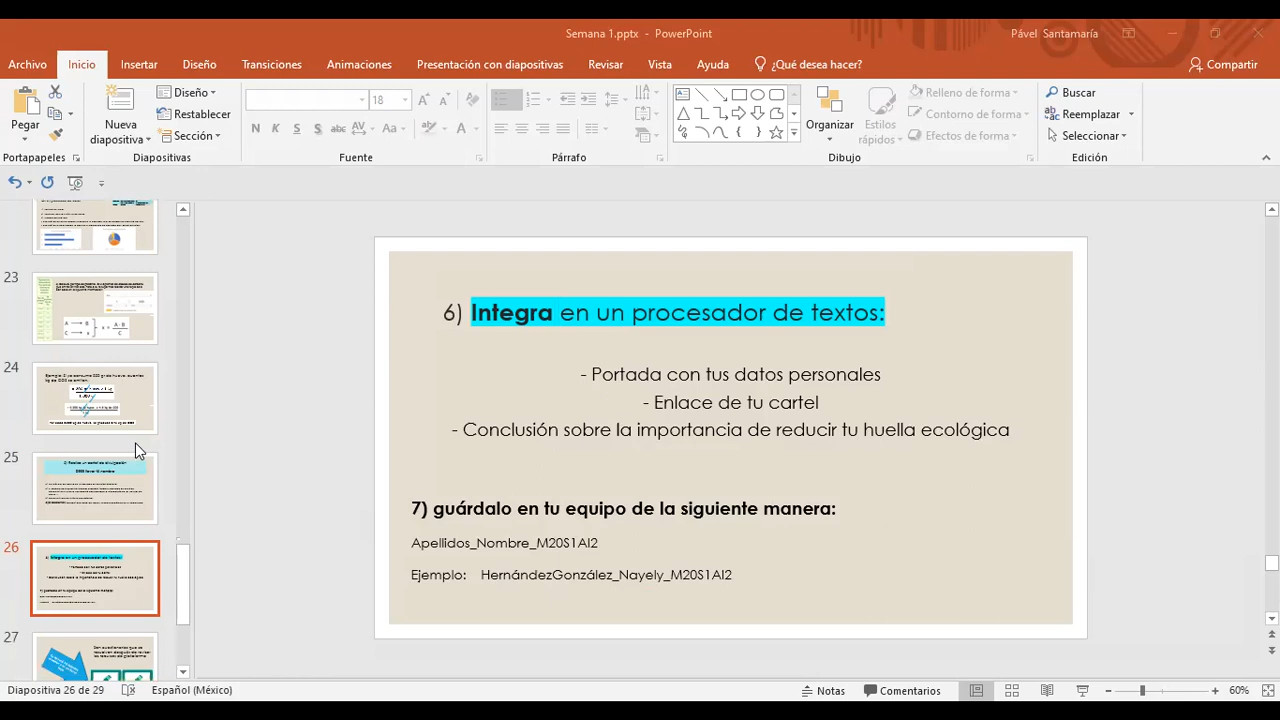 Semana 1.pptx - PowerPoint
Pável Santamaría
Archivo Inicio Insertar Diseño Transiciones Animaciones Presentación con diapositivas Revisar Vista Ayuda ¿Qué desea hacer? Compartir
Pegar
Nueva diapositiva
Diseño
Restablecer
Sección
18
N K S S abc AV Aa A
Organizar
Estilos rápidos
Relleno de forma
Contorno de forma
Efectos de forma
Buscar
Reemplazar
Seleccionar
Portapapeles Diapositivas Fuente Párrafo Dibujo Edición
23
24
25
26
27
6) Integra en un procesador de textos:
- Portada con tus datos personales
- Enlace de tu cartel
- Conclusión sobre la importancia de reducir tu huella ecológica
7) guárdalo en tu equipo de la siguiente manera:
Apellidos_Nombre_M20S1AI2
Ejemplo: HernándezGonzález_Nayely_M20S1AI2
Diapositiva 26 de 29 Español (México) Notas Comentarios 60%